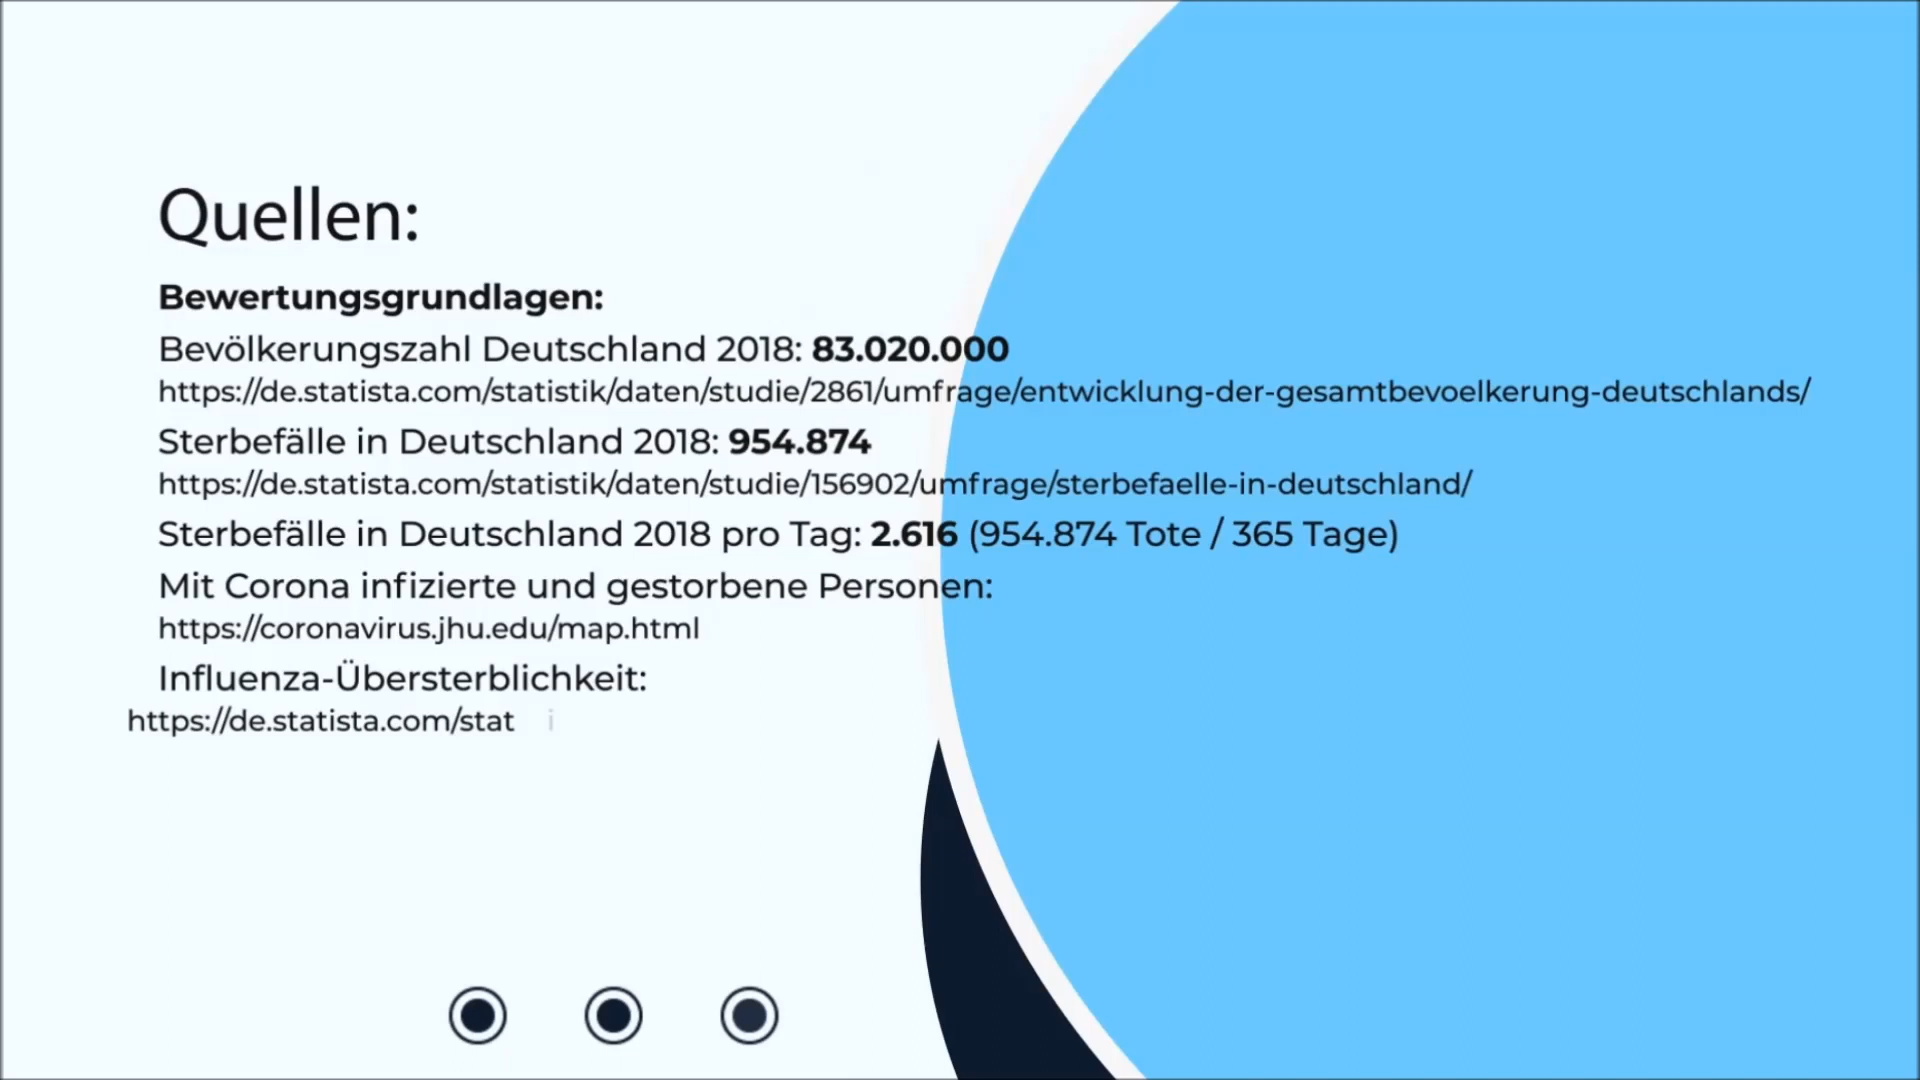 Quellen:
Bewertungsgrundlagen:
Bevölkerungszahl Deutschland 2018: 83.020.000
https://de.statista.com/statistik/daten/studie/2861/umfrage/entwicklung-der-gesamtbevoelkerung-deutschlands/
Sterbefälle in Deutschland 2018: 954.874
https://de.statista.com/statistik/daten/studie/156902/umfrage/sterbefaelle-in-deutschland/
Sterbefälle in Deutschland 2018 pro Tag: 2.616 (954.874 Tote / 365 Tage)
Mit Corona infizierte und gestorbene Personen:
https://coronavirus.jhu.edu/map.html
Influenza-Übersterblichkeit:
https://de.statista.com/stat i